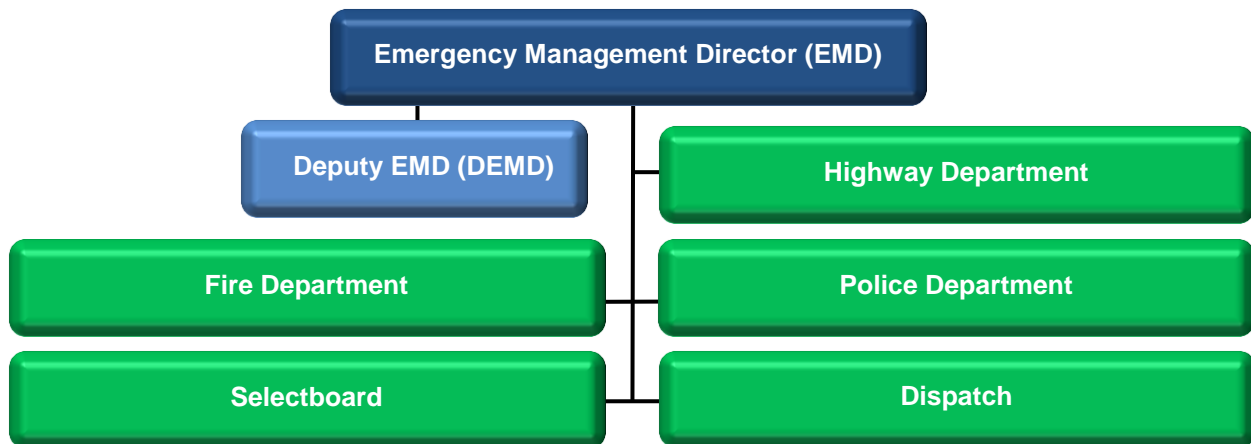 Emergency Management Director (EMD)
Deputy EMD (DEMD)
Highway Department
Fire Department
Police Department
Selectboard
Dispatch